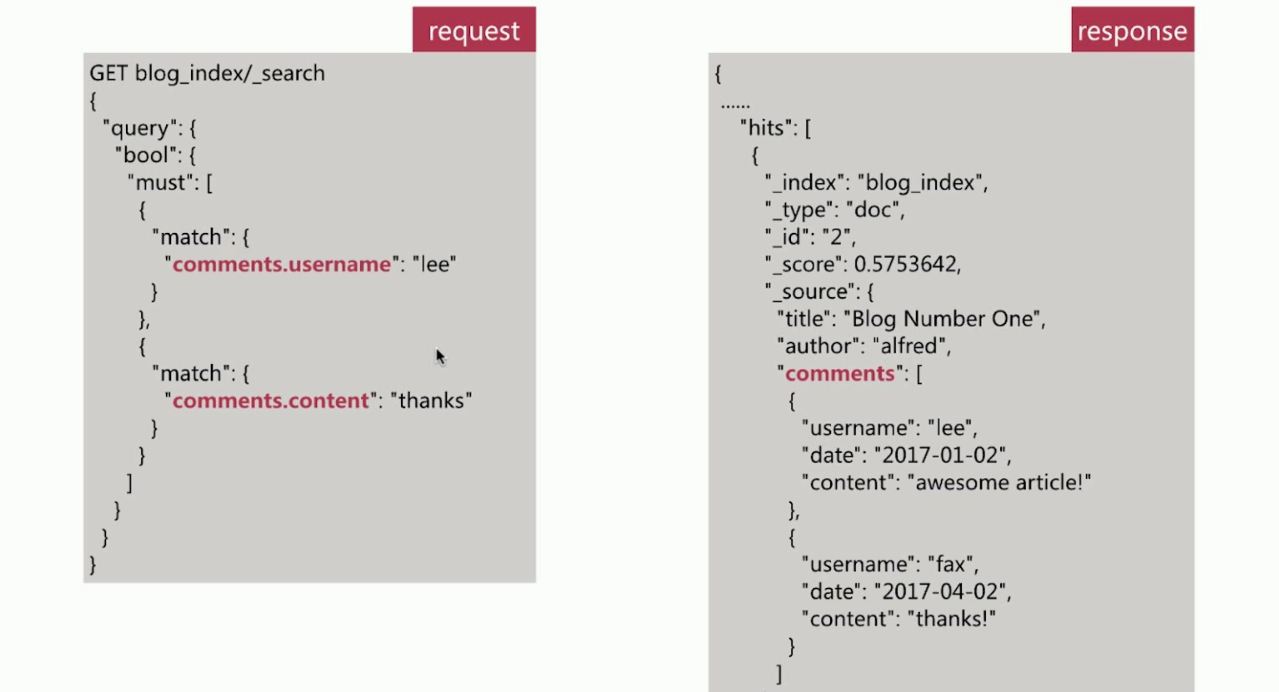 request
GET blog_index/_search
{
"query": {
"bool": {
"must": [
{
"match": {
"comments.username": "lee"
}
},
{
"match": {
"comments.content": "thanks"
}
}
]
}
}
}
response
{
......
"hits": [
{
"_index": "blog_index",
"_type": "doc",
"_id": "2",
"_score": 0.5753642,
"_source": {
"title": "Blog Number One",
"author": "alfred",
"comments": [
{
"username": "lee",
"date": "2017-01-02",
"content": "awesome article!"
},
{
"username": "fax",
"date": "2017-04-02",
"content": "thanks!"
}
]